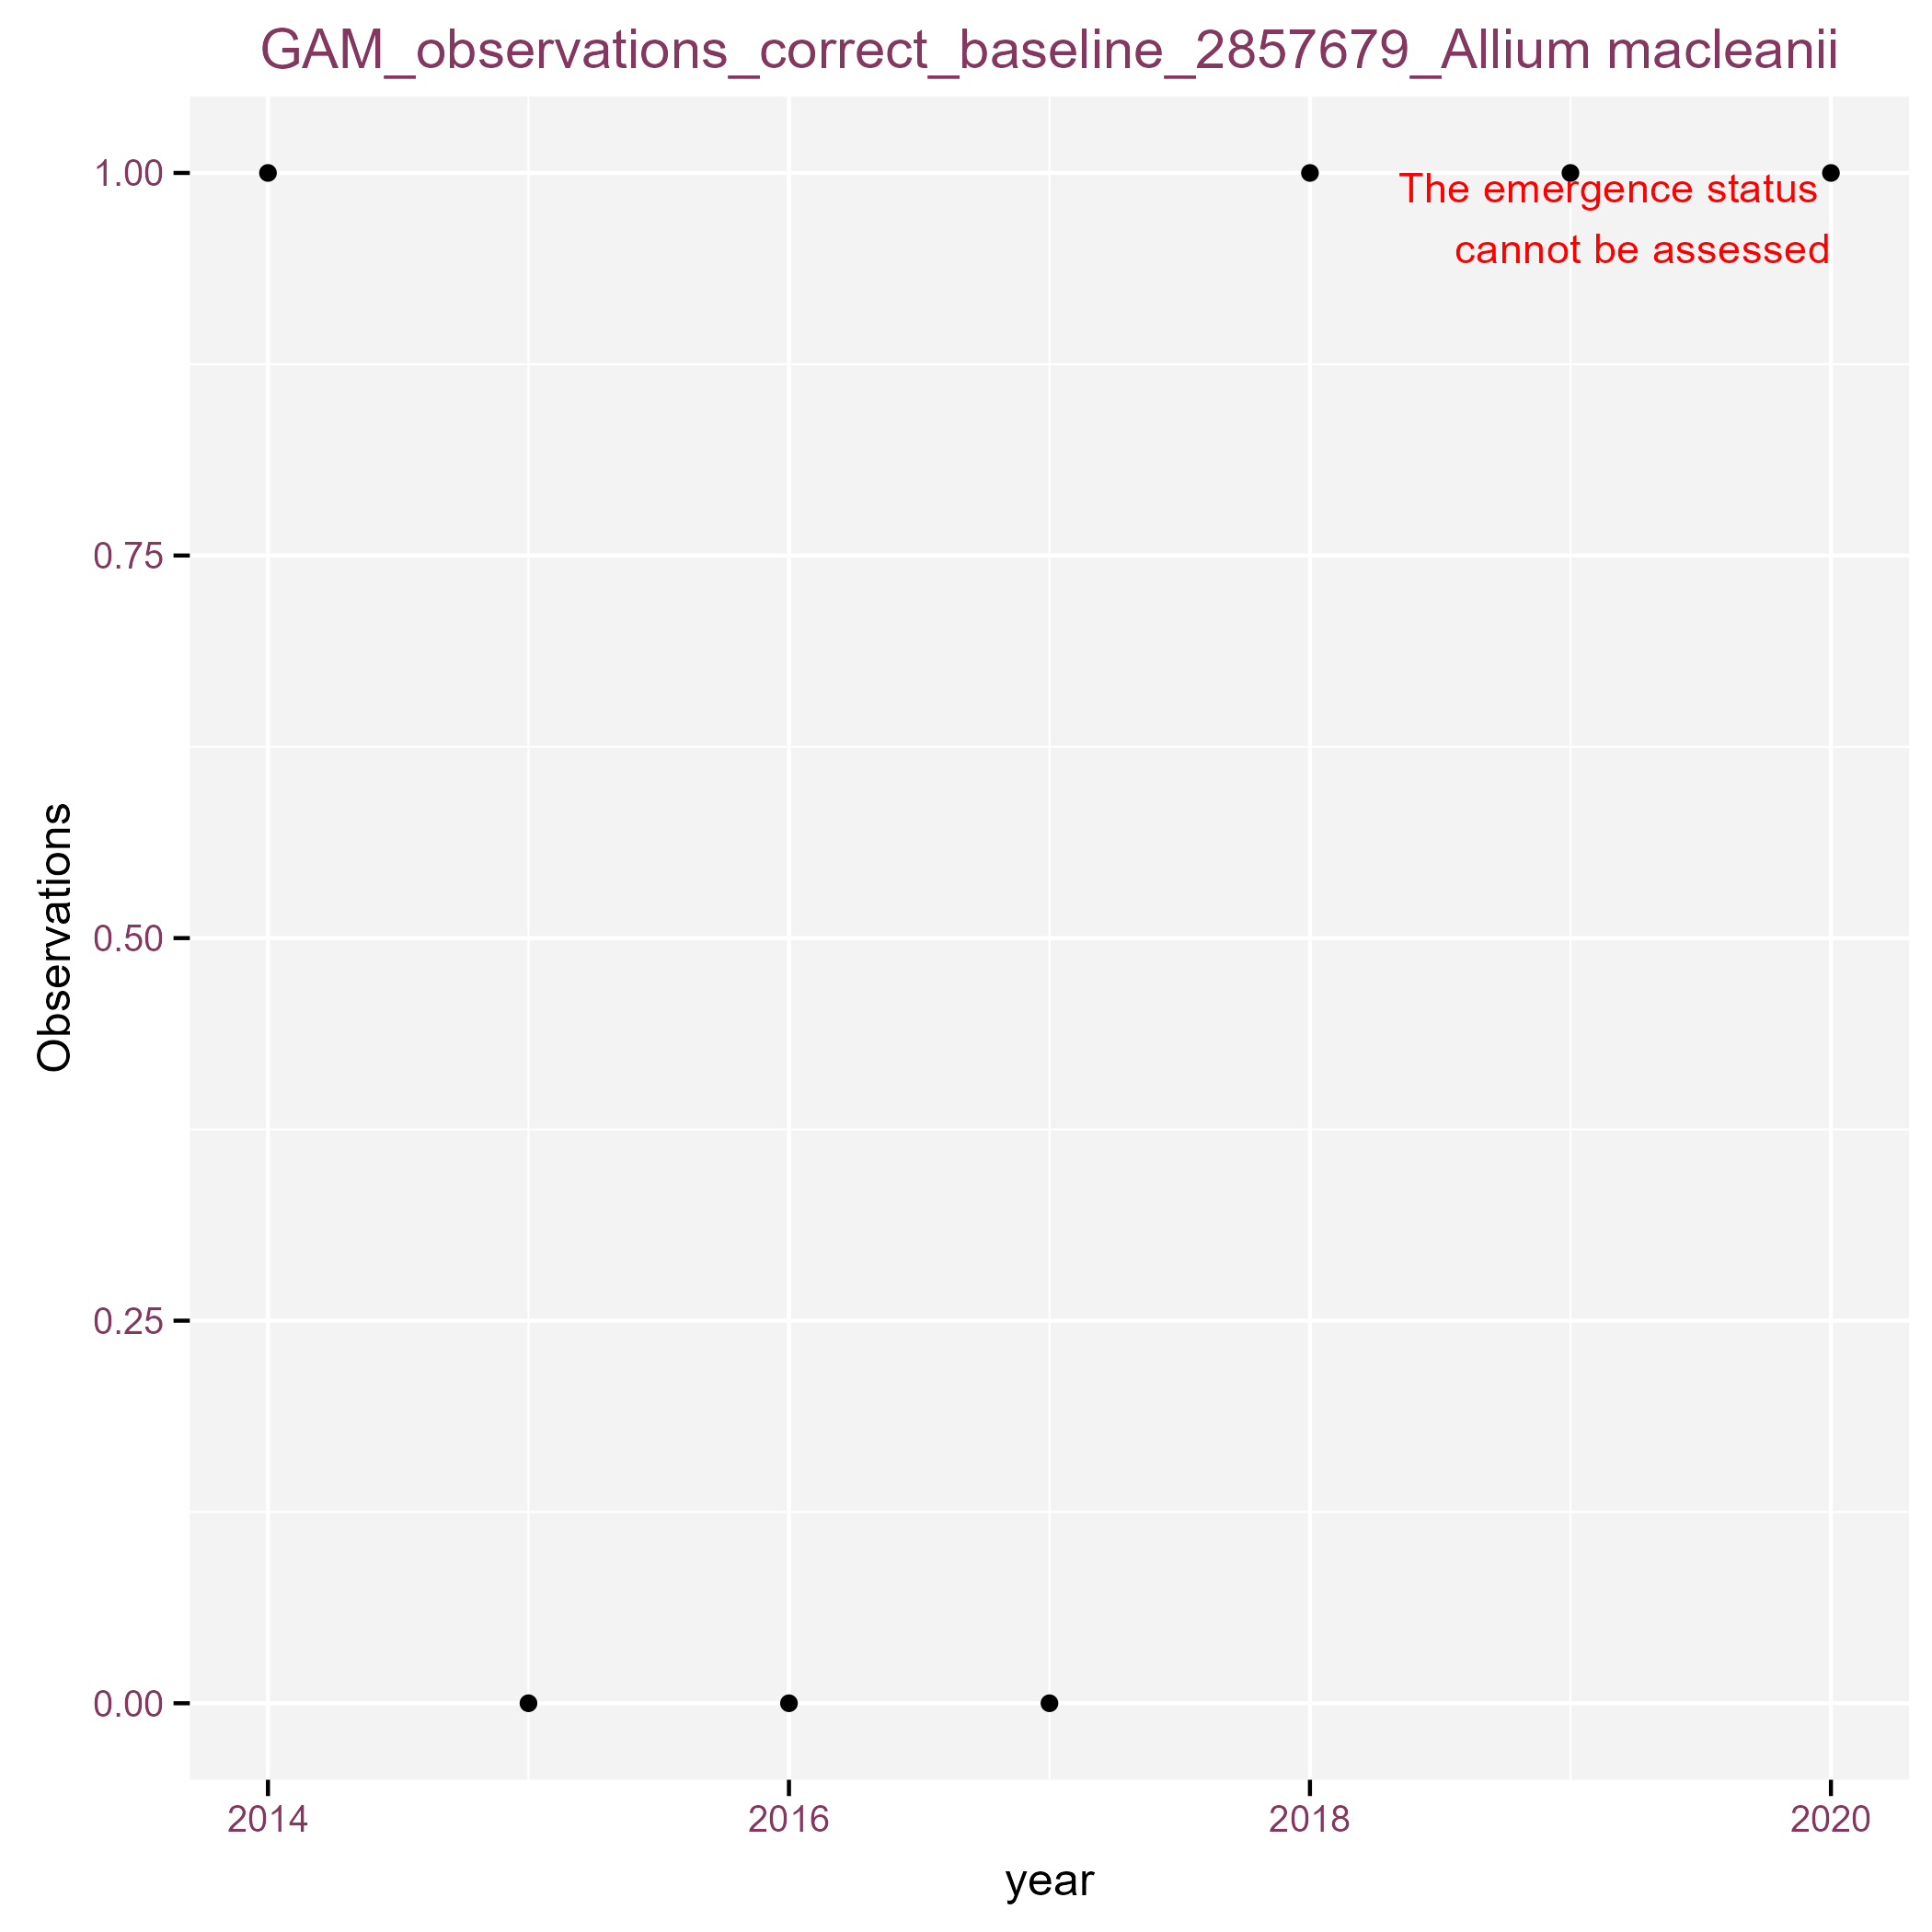 GAM_observations_correct_baseline_2857679_Allium macleanii
1.00
The emergence status
cannot be assessed
0.75
Observations
0.50
0.25
0.00
2014 2016 2018 2020
year